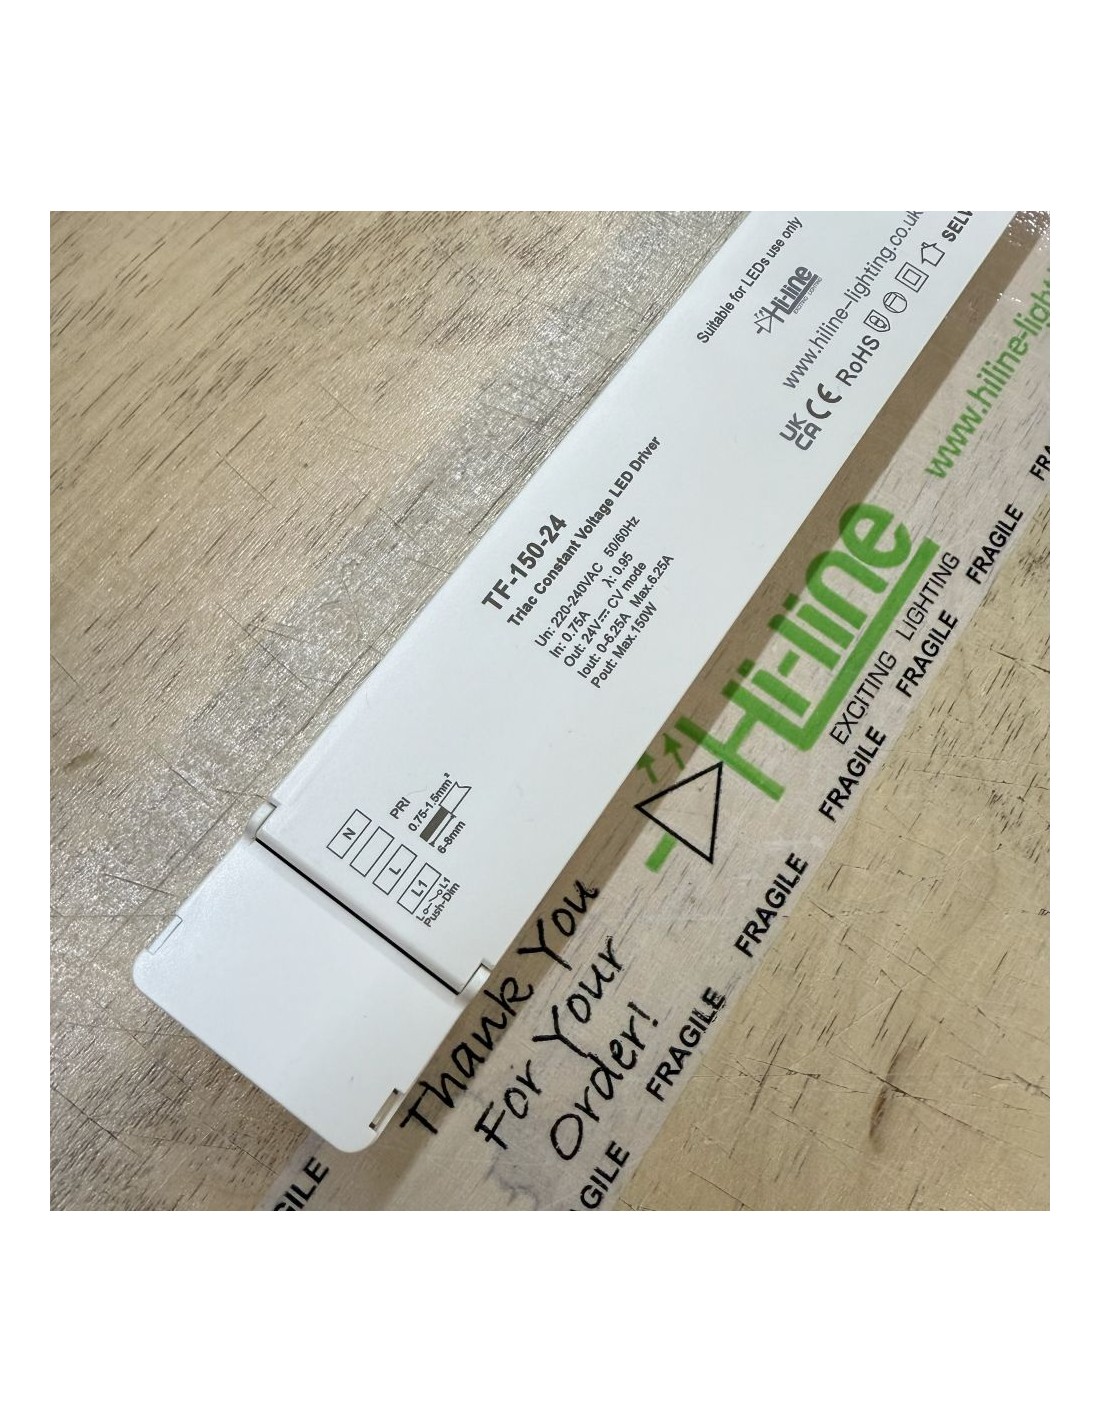 Suitable for LEDs use only
Hi-line
EXCITING LIGHTING
www.hiline-lighting.co.uk
UK CA CE RoHS
SELV
TF-150-24
Triac Constant Voltage LED Driver
Un: 220-240VAC 50/60Hz
In: 0.75A λ: 0.95
Out: 24V⎓ CV mode
Iout: 0-6.25A Max.6.25A
Pout: Max.150W
N
L
L1
PRI
0.75-1.5mm²
6-8mm
L L1
Push-Dim
www.hiline-ligh
Hi-line
EXCITING LIGHTING
FRA
FRAGILE
FRAGILE
FRAGILE
FRAGILE
FRAGILE
GILE
GILE
Thank You
For Your
Order!